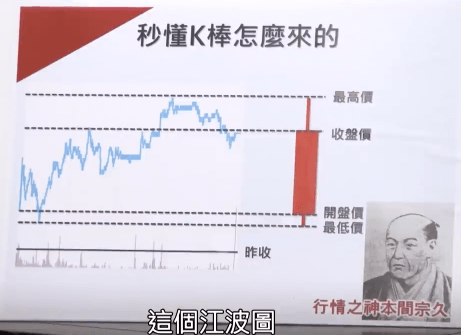 秒懂K棒怎麼來的
最高價
收盤價
開盤價
最低價
昨收
行情之神本間宗久
這個江波圖